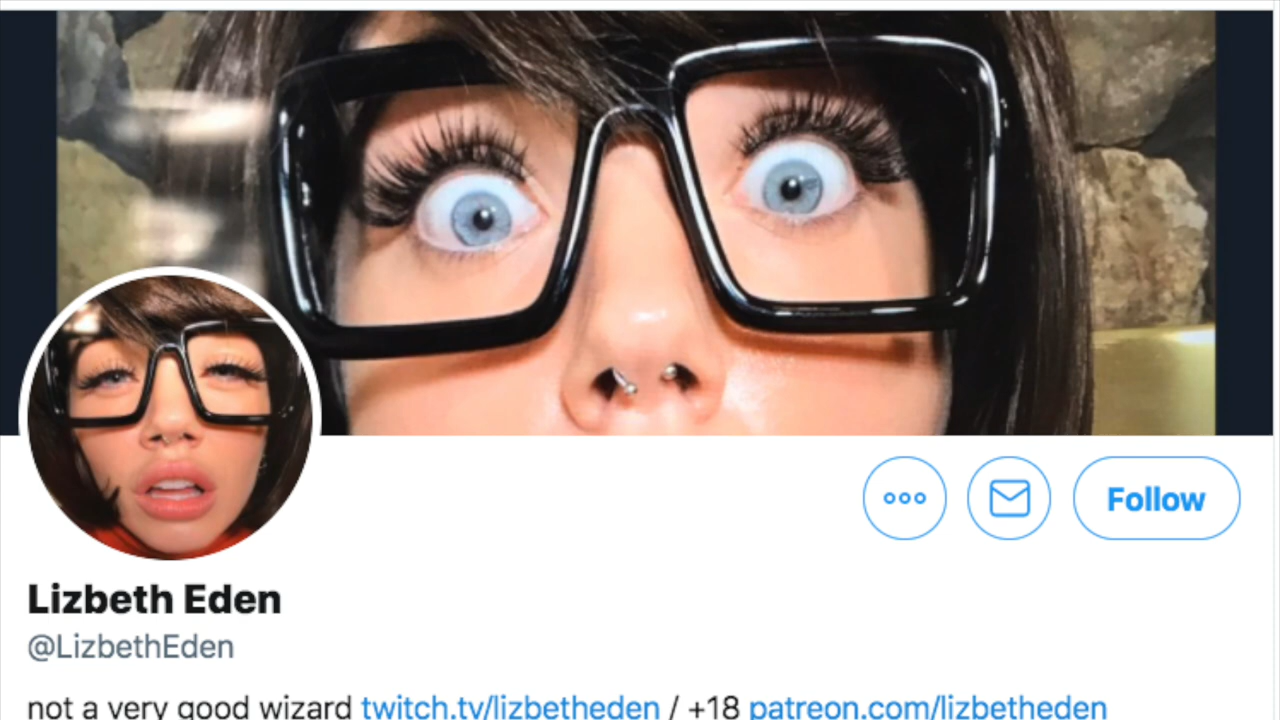 Follow
Lizbeth Eden
@LizbethEden
not a very good wizard twitch.tv/lizbetheden / +18 patreon.com/lizbetheden